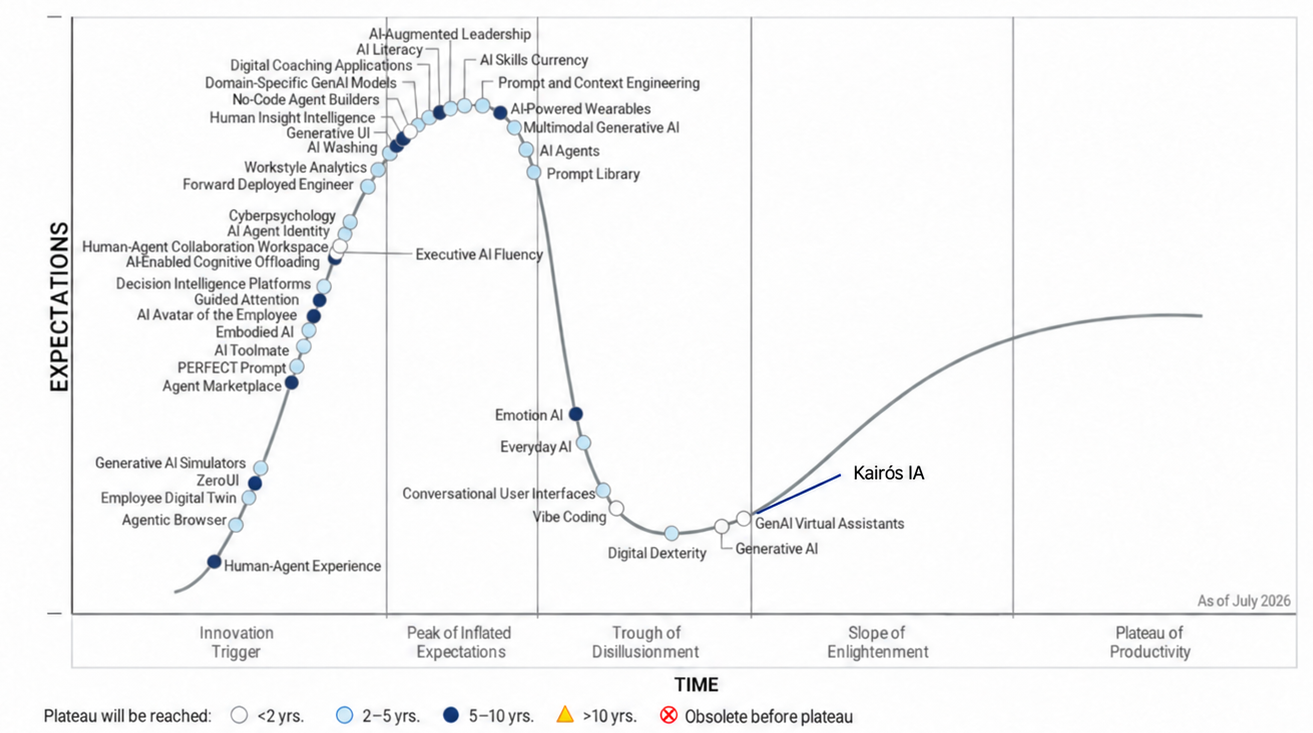 AI-Augmented Leadership
AI Literacy
AI Skills Currency
Digital Coaching Applications
Domain-Specific GenAI Models
Prompt and Context Engineering
No-Code Agent Builders
AI-Powered Wearables
Human Insight Intelligence
Multimodal Generative AI
Generative UI
AI Washing
AI Agents
Workstyle Analytics
Prompt Library
Forward Deployed Engineer
Cyberpsychology
AI Agent Identity
Human-Agent Collaboration Workspace
Executive AI Fluency
AI-Enabled Cognitive Offloading
Decision Intelligence Platforms
Guided Attention
AI Avatar of the Employee
Embodied AI
AI Toolmate
PERFECT Prompt
Agent Marketplace
EXPECTATIONS
Emotion AI
Everyday AI
Generative AI Simulators
Kairós IA
ZeroUI
Employee Digital Twin
Conversational User Interfaces
Agentic Browser
Vibe Coding
GenAI Virtual Assistants
Digital Dexterity
Generative AI
Human-Agent Experience
As of July 2026
Innovation
Trigger
Peak of Inflated
Expectations
Trough of
Disillusionment
Slope of
Enlightenment
Plateau of
Productivity
TIME
Plateau will be reached: <2 yrs. 2–5 yrs. 5–10 yrs. >10 yrs. Obsolete before plateau